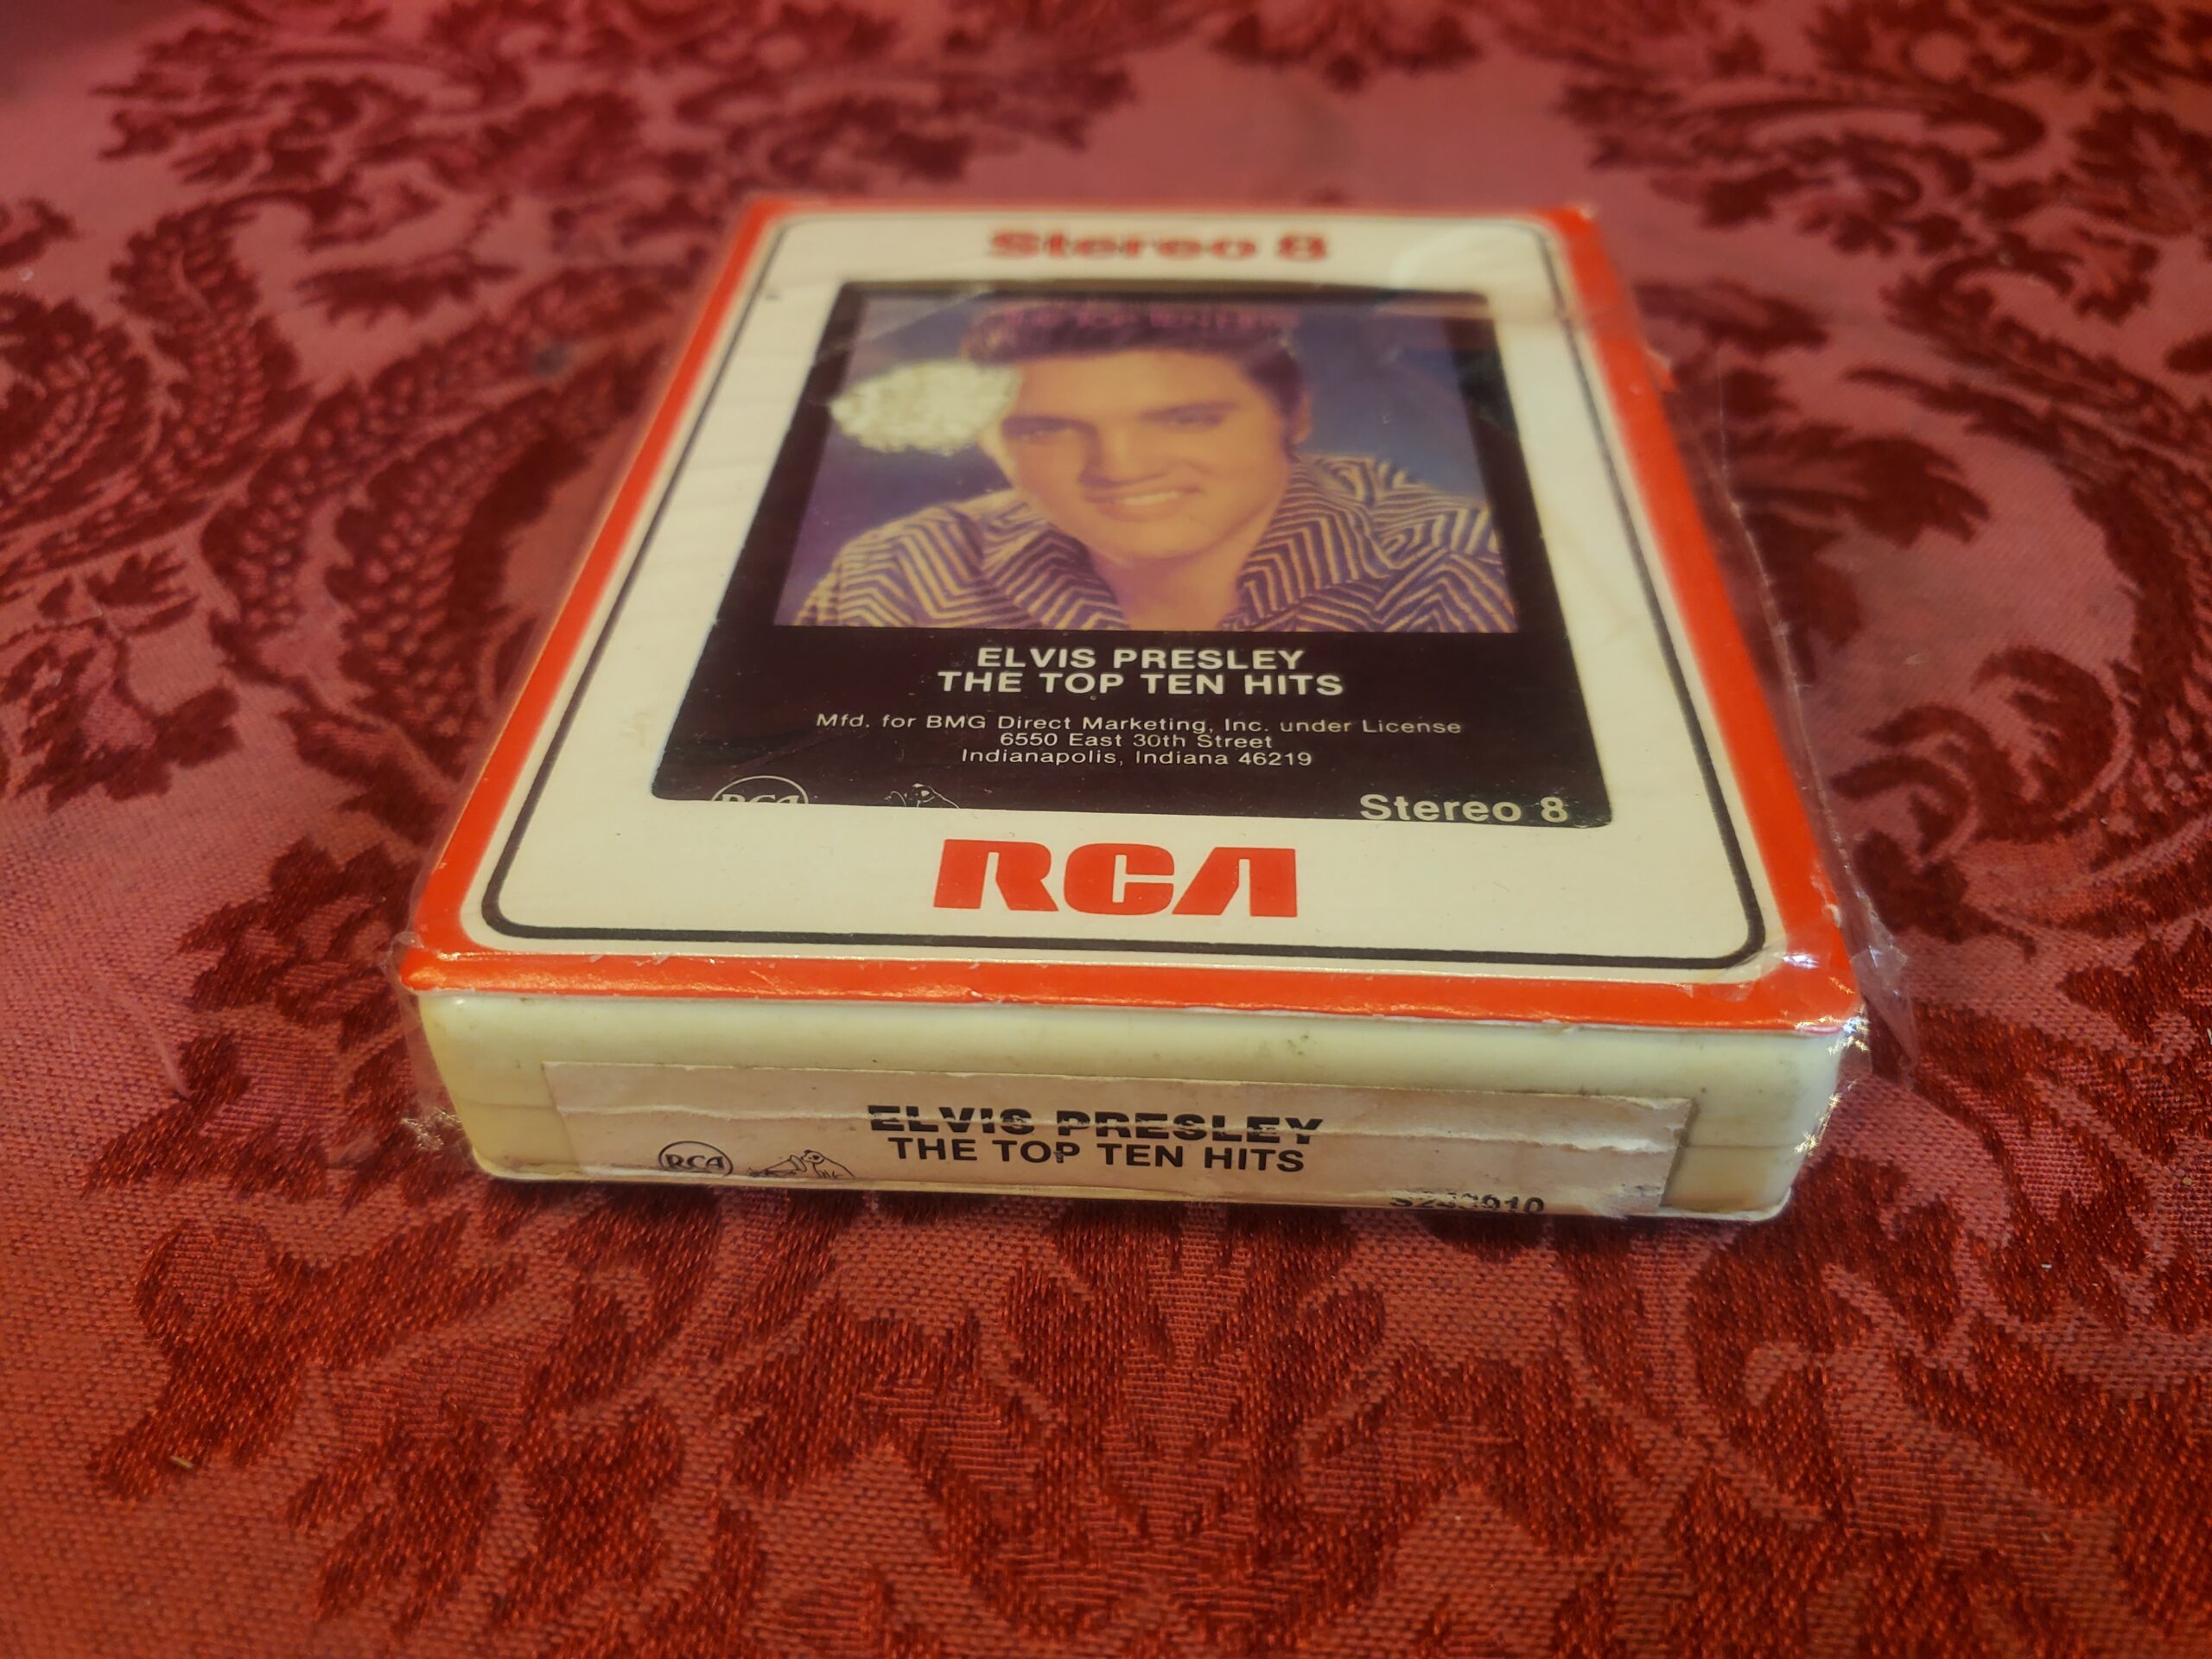 Stereo 8
ELVIS PRESLEY
THE TOP TEN HITS
Mfd. for BMG Direct Marketing, Inc. under License
6550 East 30th Street
Indianapolis, Indiana 46219
RCA
Stereo 8
RCA
ELVIS PRESLEY
THE TOP TEN HITS
RCA